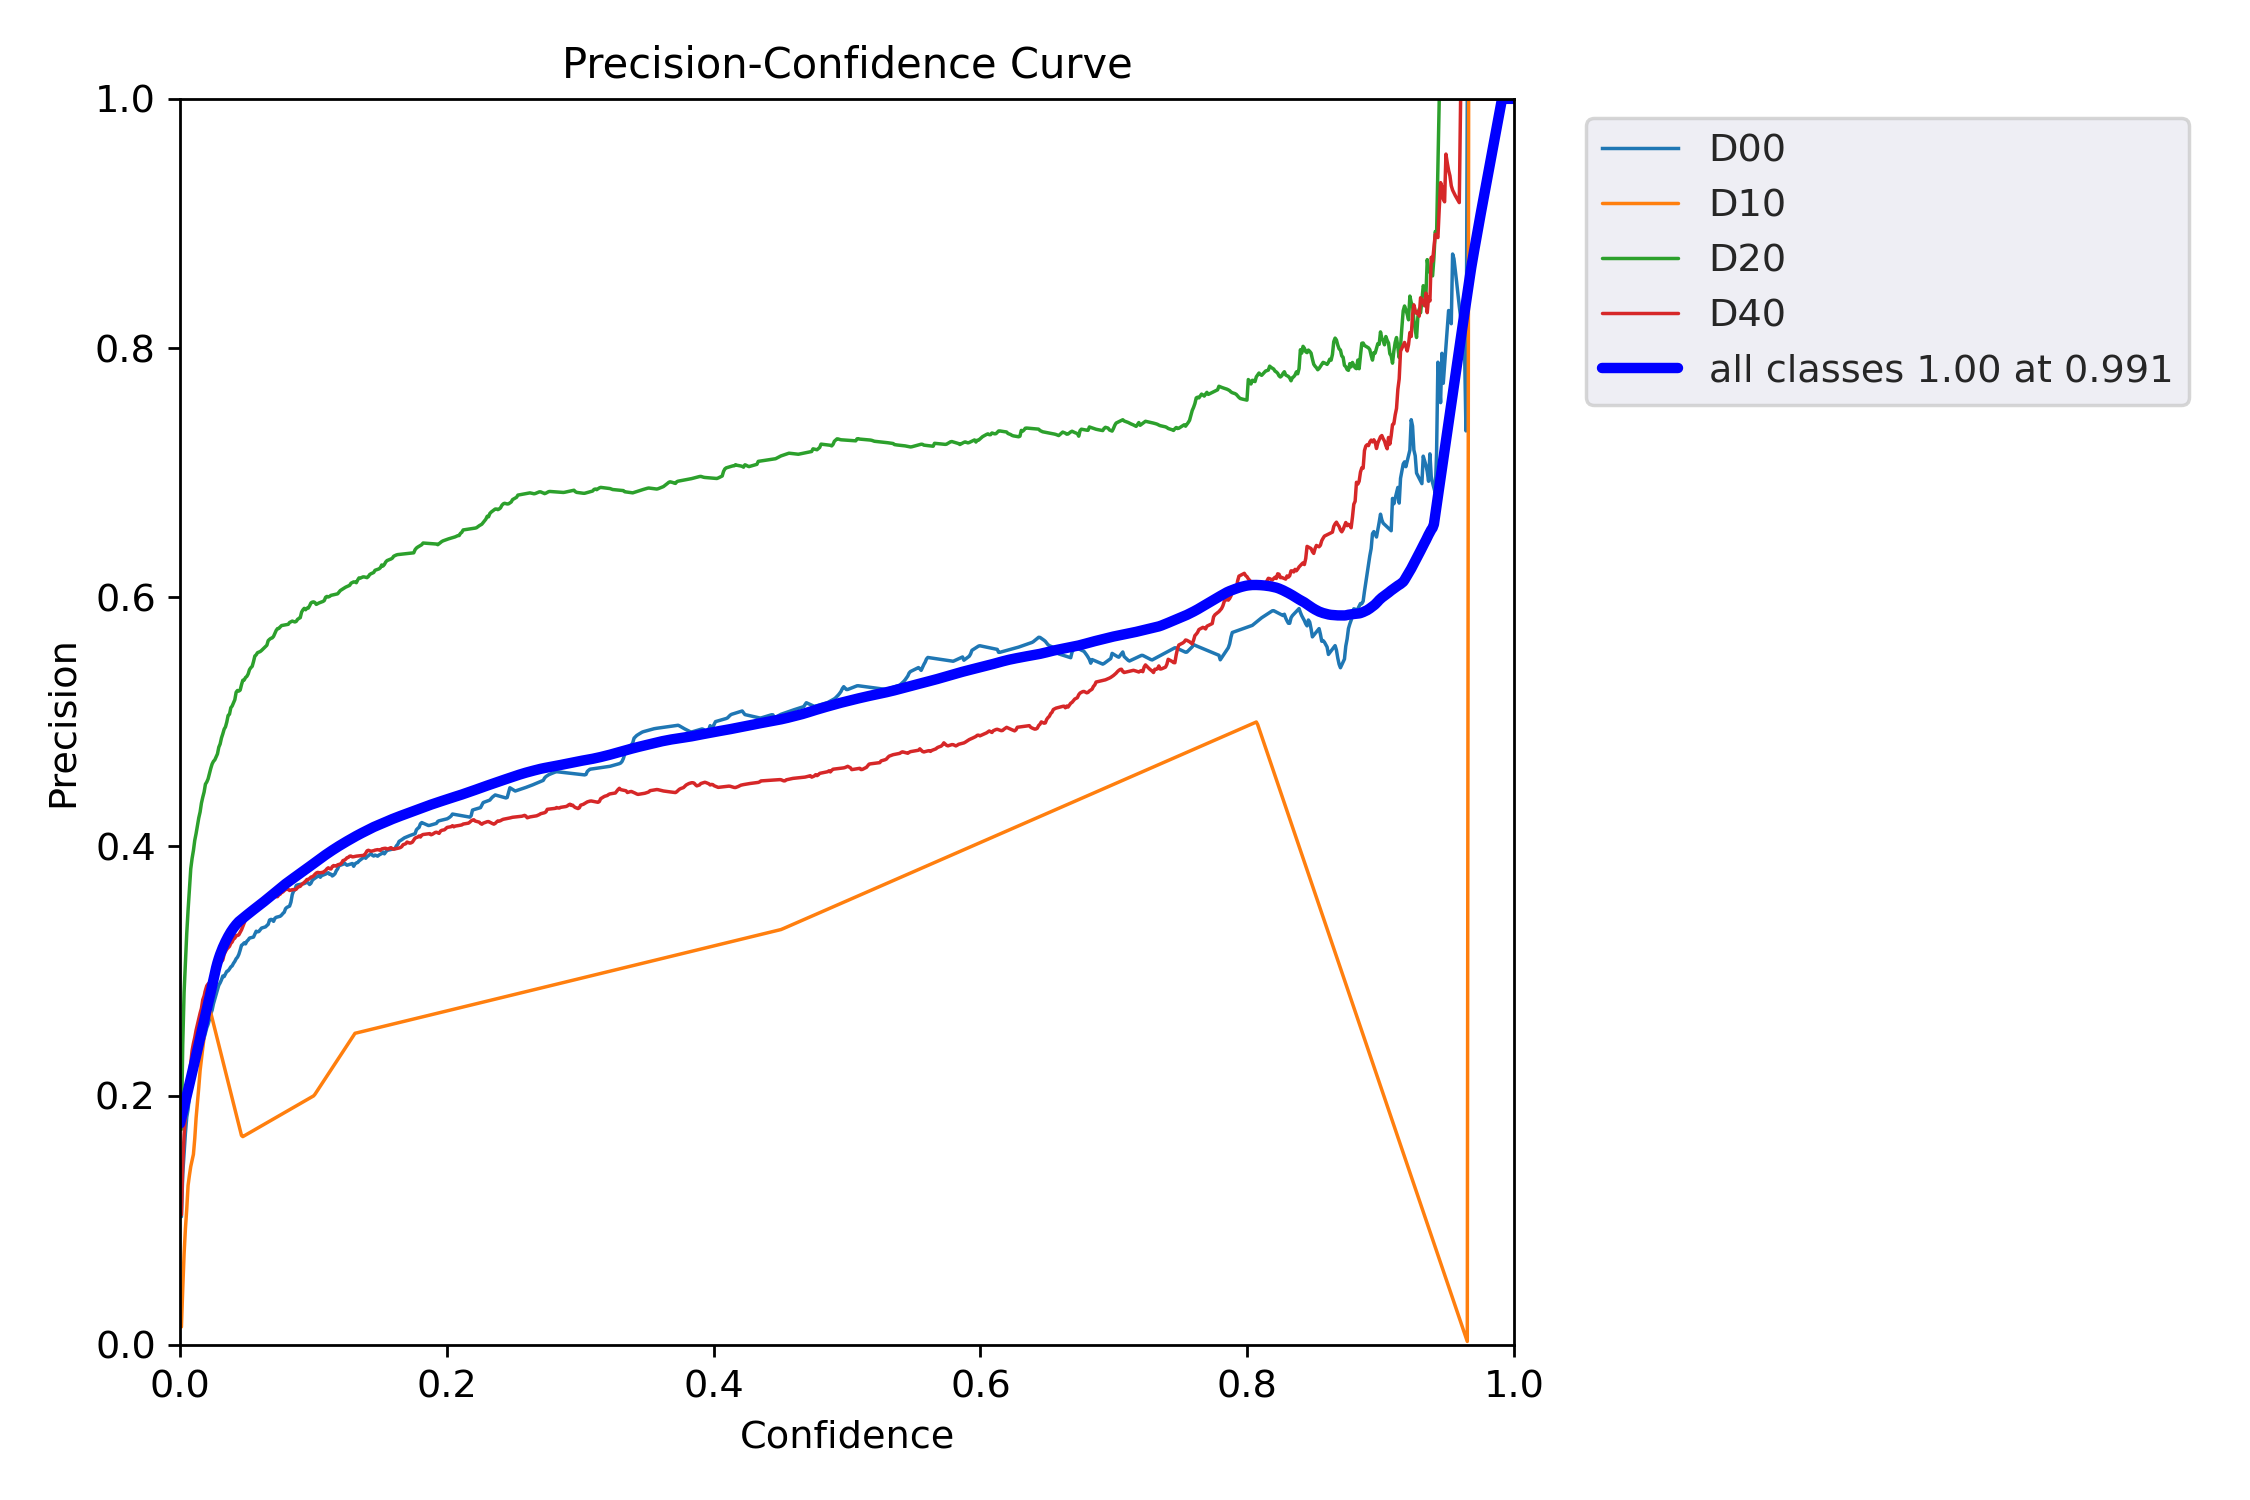 Precision-Confidence Curve
1.0
0.8
0.6
0.4
0.2
0.0
Precision
0.0 0.2 0.4 0.6 0.8 1.0
Confidence
D00
D10
D20
D40
all classes 1.00 at 0.991